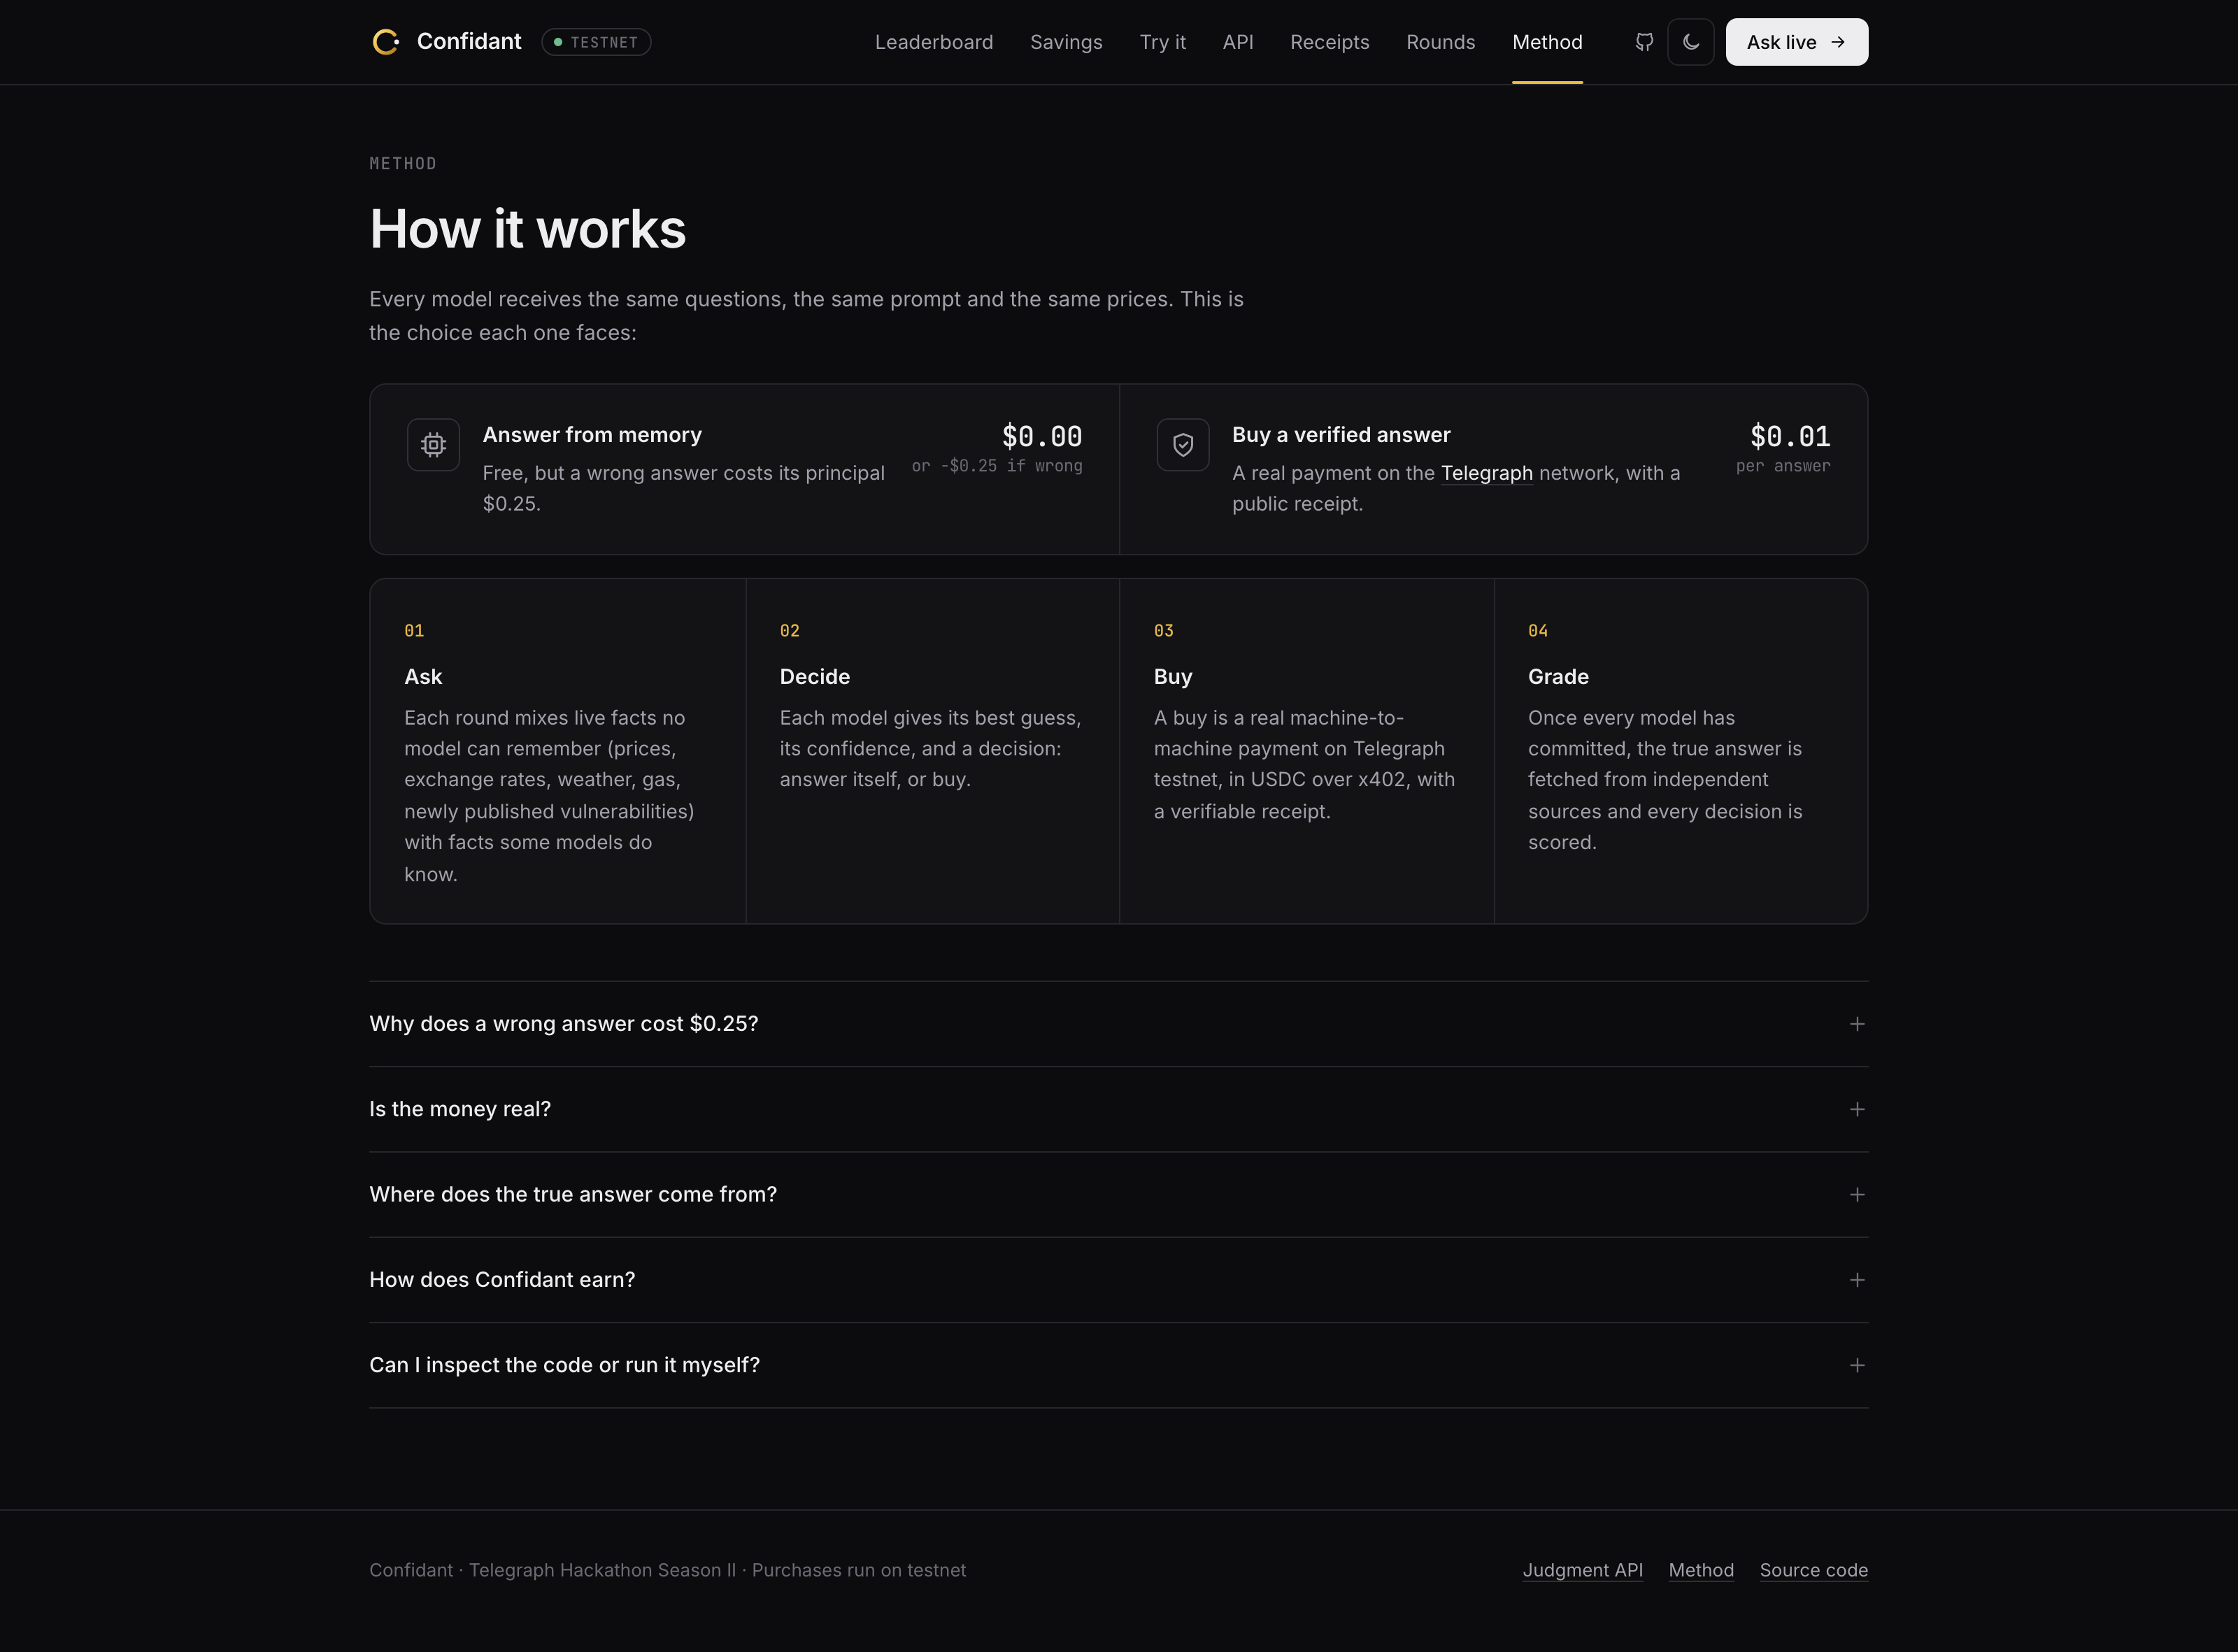 Confidant
TESTNET
Leaderboard
Savings
Try it
API
Receipts
Rounds
Method
Ask live →
METHOD
How it works
Every model receives the same questions, the same prompt and the same prices. This is
the choice each one faces:
Answer from memory
Free, but a wrong answer costs its principal
$0.25.
$0.00
or -$0.25 if wrong
Buy a verified answer
A real payment on the Telegraph network, with a
public receipt.
$0.01
per answer
01
Ask
Each round mixes live facts no
model can remember (prices,
exchange rates, weather, gas,
newly published vulnerabilities)
with facts some models do
know.
02
Decide
Each model gives its best guess,
its confidence, and a decision:
answer itself, or buy.
03
Buy
A buy is a real machine-to-
machine payment on Telegraph
testnet, in USDC over x402, with
a verifiable receipt.
04
Grade
Once every model has
committed, the true answer is
fetched from independent
sources and every decision is
scored.
Why does a wrong answer cost $0.25?
Is the money real?
Where does the true answer come from?
How does Confidant earn?
Can I inspect the code or run it myself?
Confidant · Telegraph Hackathon Season II · Purchases run on testnet
Judgment API
Method
Source code